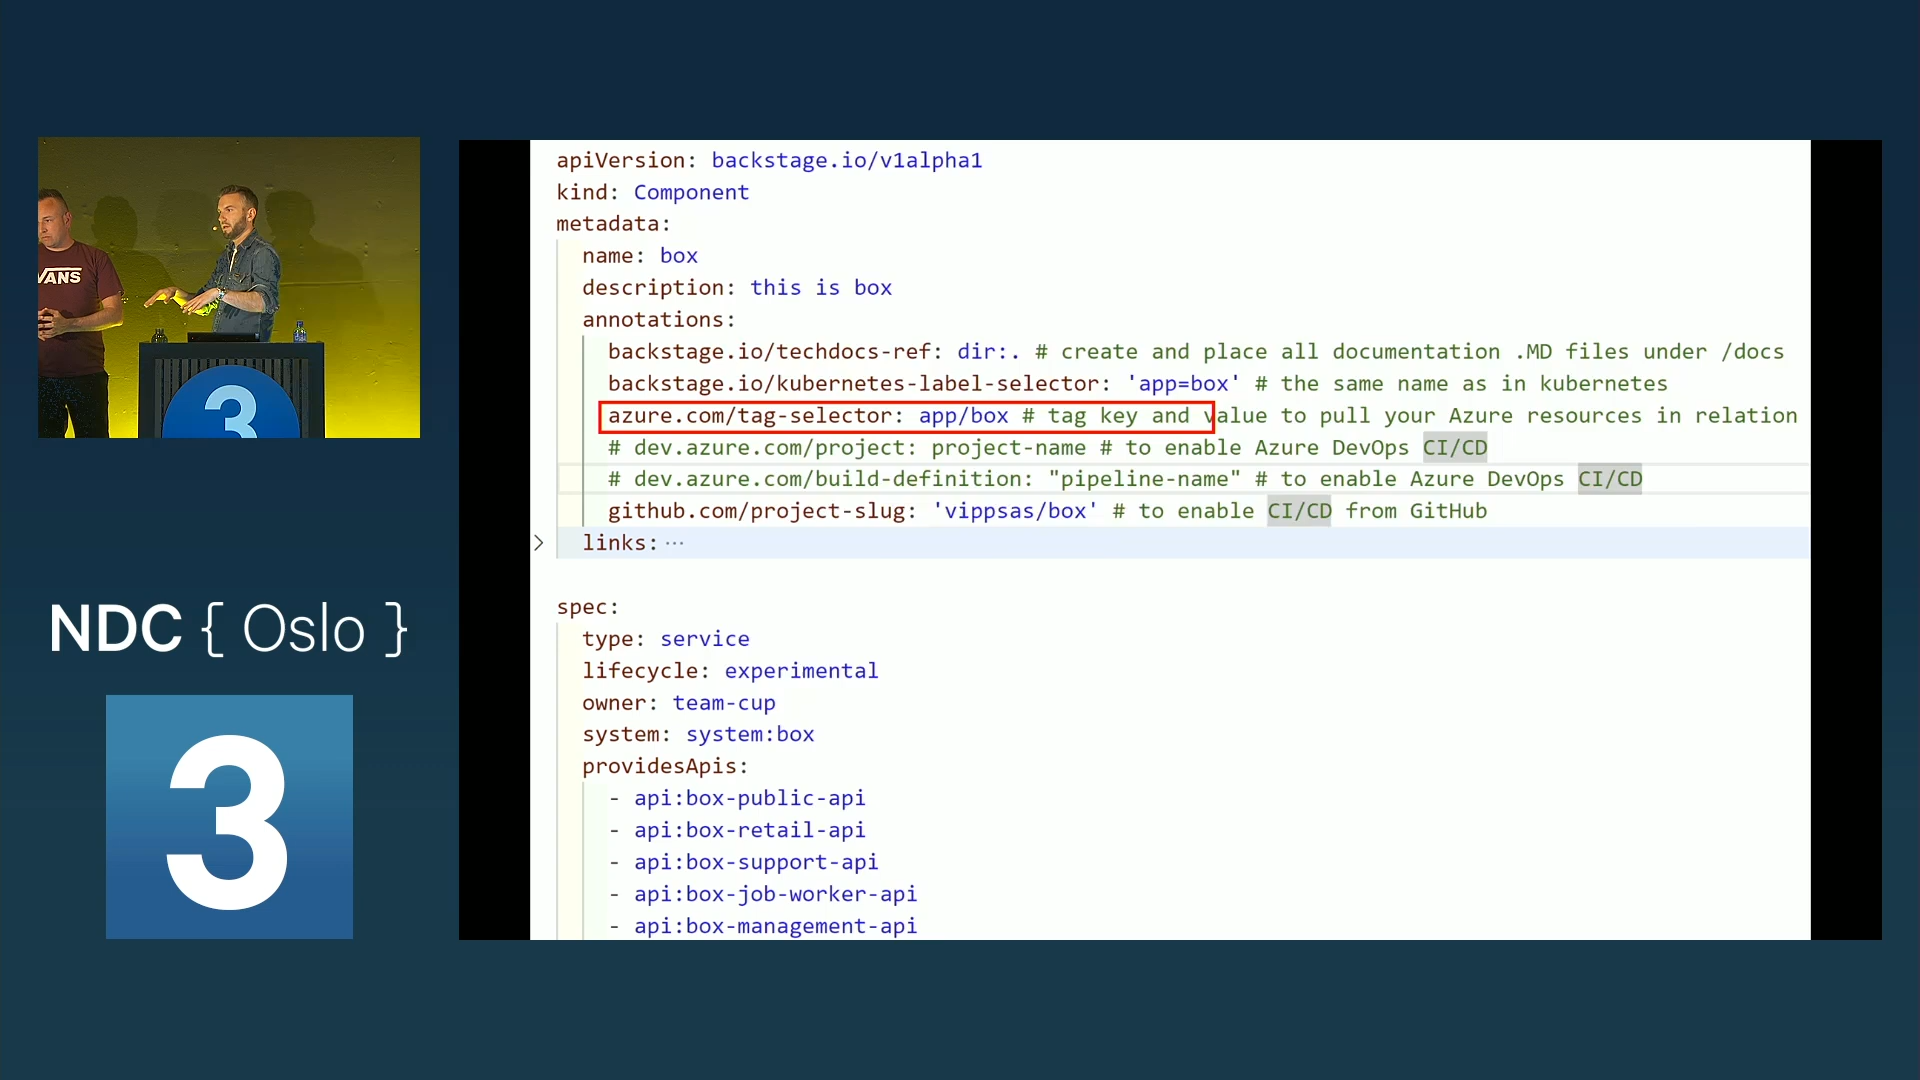 VANS
3
NDC { Oslo }
3
apiVersion: backstage.io/v1alpha1
kind: Component
metadata:
name: box
description: this is box
annotations:
backstage.io/techdocs-ref: dir:. # create and place all documentation .MD files under /docs
backstage.io/kubernetes-label-selector: 'app=box' # the same name as in kubernetes
azure.com/tag-selector: app/box # tag key and value to pull your Azure resources in relation
# dev.azure.com/project: project-name # to enable Azure DevOps CI/CD
# dev.azure.com/build-definition: "pipeline-name" # to enable Azure DevOps CI/CD
github.com/project-slug: 'vippsas/box' # to enable CI/CD from GitHub
links: ···
spec:
type: service
lifecycle: experimental
owner: team-cup
system: system:box
providesApis:
- api:box-public-api
- api:box-retail-api
- api:box-support-api
- api:box-job-worker-api
- api:box-management-api